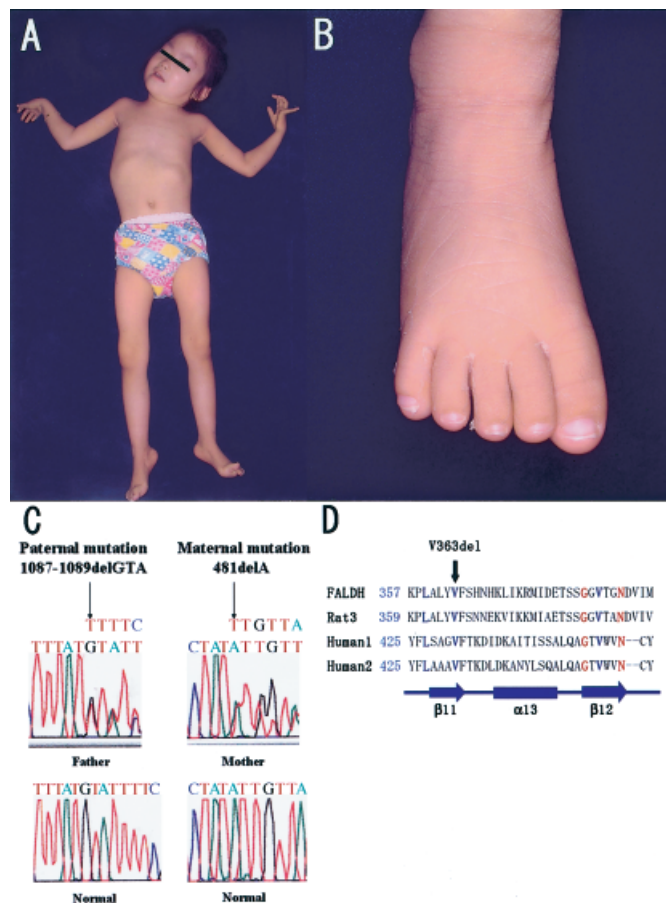 A
B
C
Paternal mutation
1087-1089delGTA
TTTTC
TTTATGTATT
Father
TTTATGTATTTTC
Normal
Maternal mutation
481delA
TTGTTA
CTATATTGTTA
Mother
CTATATTGTTA
Normal
D
V363del
FALDH 357 KPLALYVFSHNHKLIKRMIDETSSGGVTGNDVIM
Rat3 359 KPLALYVFSNNEKVIKKMIAETSSGGVTANDVIV
Human1 425 YFLSAGVFTKDIDKAITISSALQAGTVWVN--CY
Human2 425 YFLAAAVFTKDLDKANYLSQALQAGTVWVN--CY
β11 α13 β12